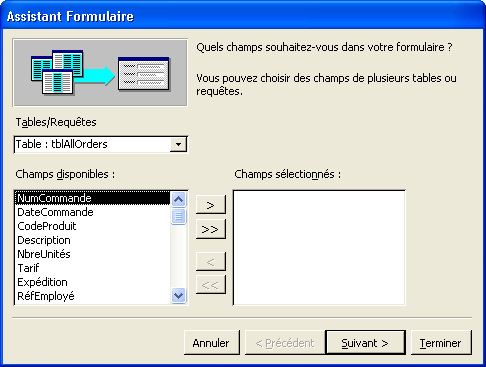 Assistant Formulaire
Quels champs souhaitez-vous dans votre formulaire ?
Vous pouvez choisir des champs de plusieurs tables ou
requêtes.
Tables/Requêtes
Table : tblAllOrders
Champs disponibles :
Champs sélectionnés :
NumCommande
DateCommande
CodeProduit
Description
NbreUnités
Tarif
Expédition
RéfEmployé
>
>>
<
<<
Annuler
< Précédent
Suivant >
Terminer